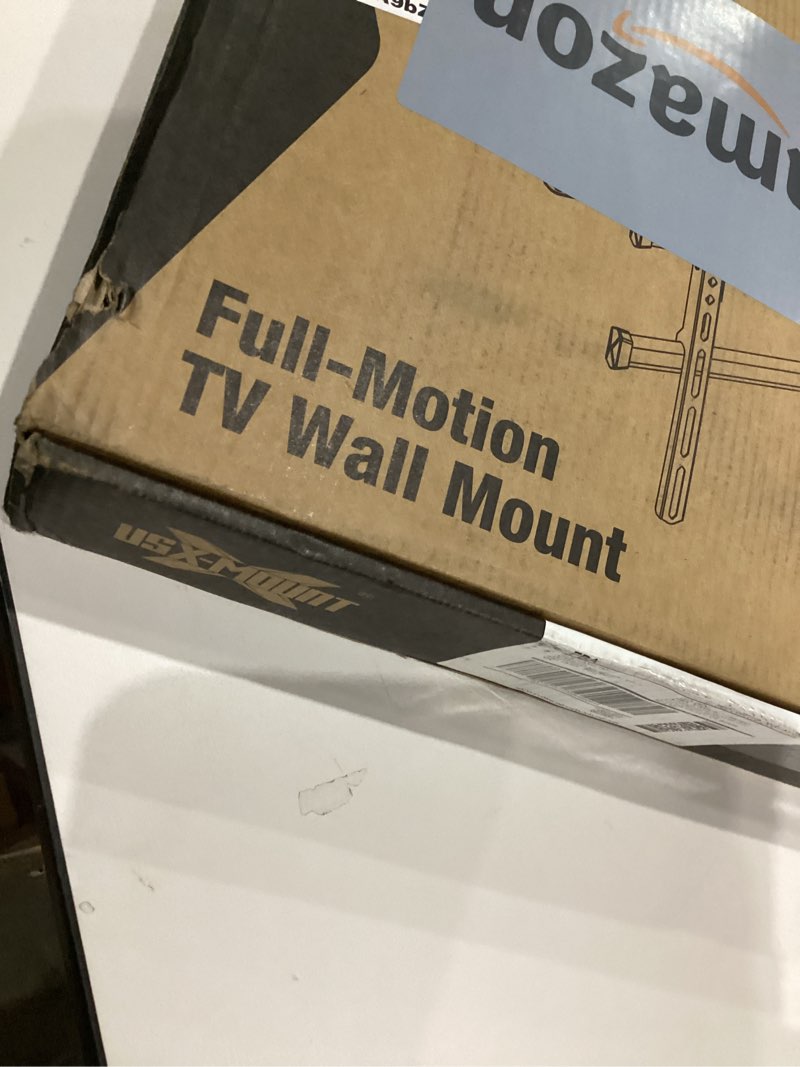 amazon
Full-Motion
TV Wall Mount
USX-MOUNT